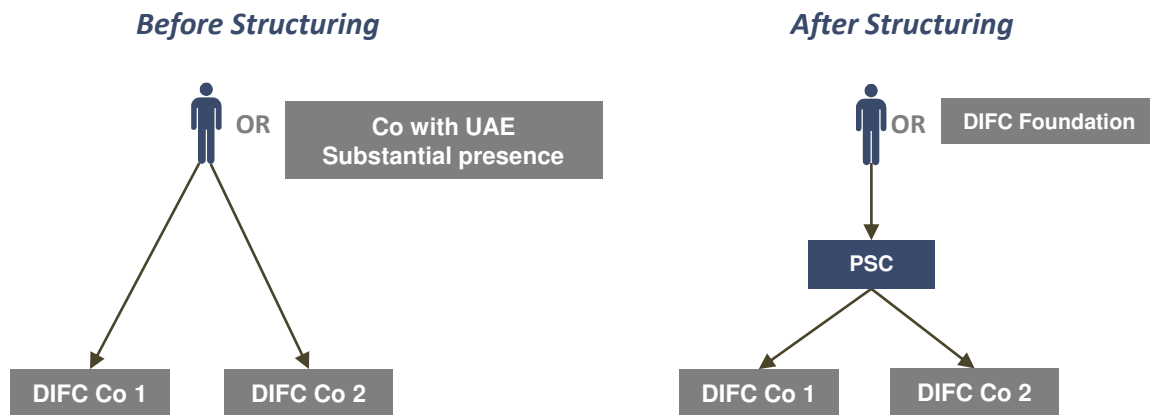 Before Structuring
OR
Co with UAE
Substantial presence
DIFC Co 1
DIFC Co 2
After Structuring
OR
DIFC Foundation
PSC
DIFC Co 1
DIFC Co 2